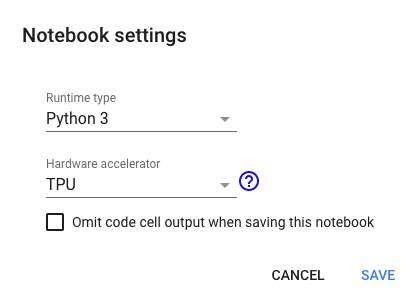 Notebook settings
Runtime type
Python 3
Hardware accelerator
TPU
?
Omit code cell output when saving this notebook
CANCEL SAVE